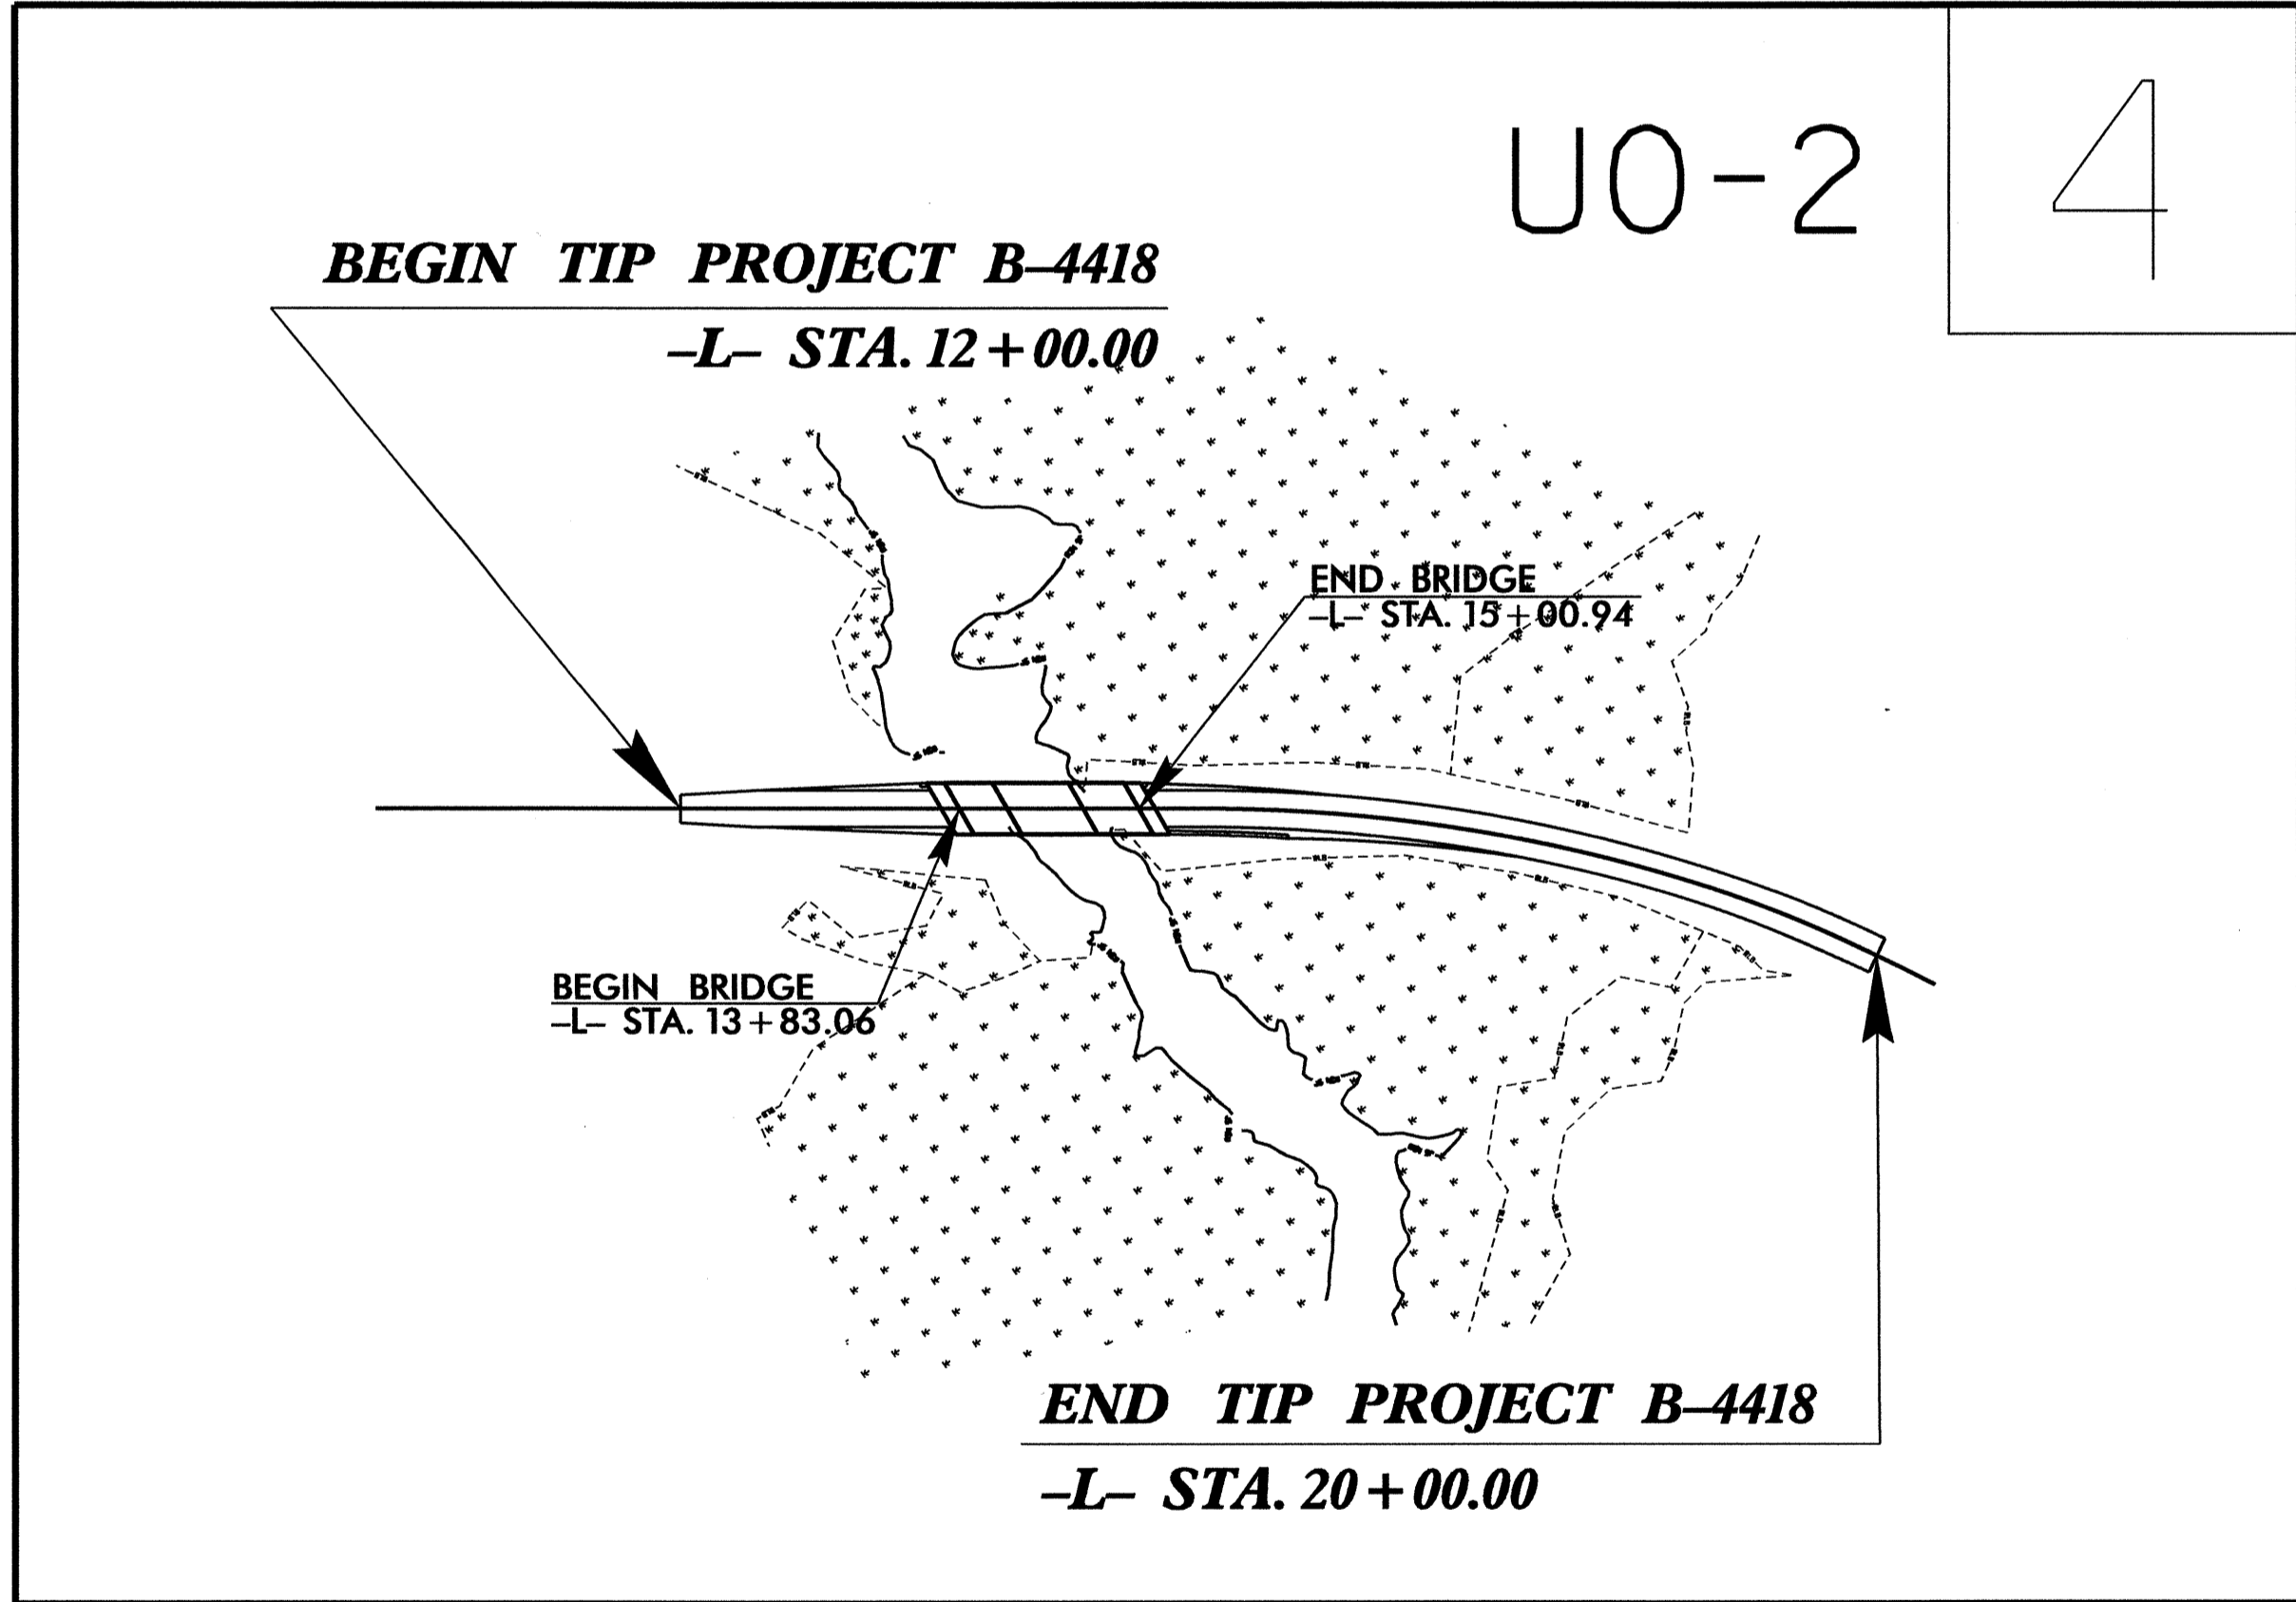 UO-2
4
BEGIN TIP PROJECT B-4418
-L- STA. 12+00.00
END BRIDGE
-L- STA. 15+00.94
BEGIN BRIDGE
-L- STA. 13+83.06
END TIP PROJECT B-4418
-L- STA. 20+00.00